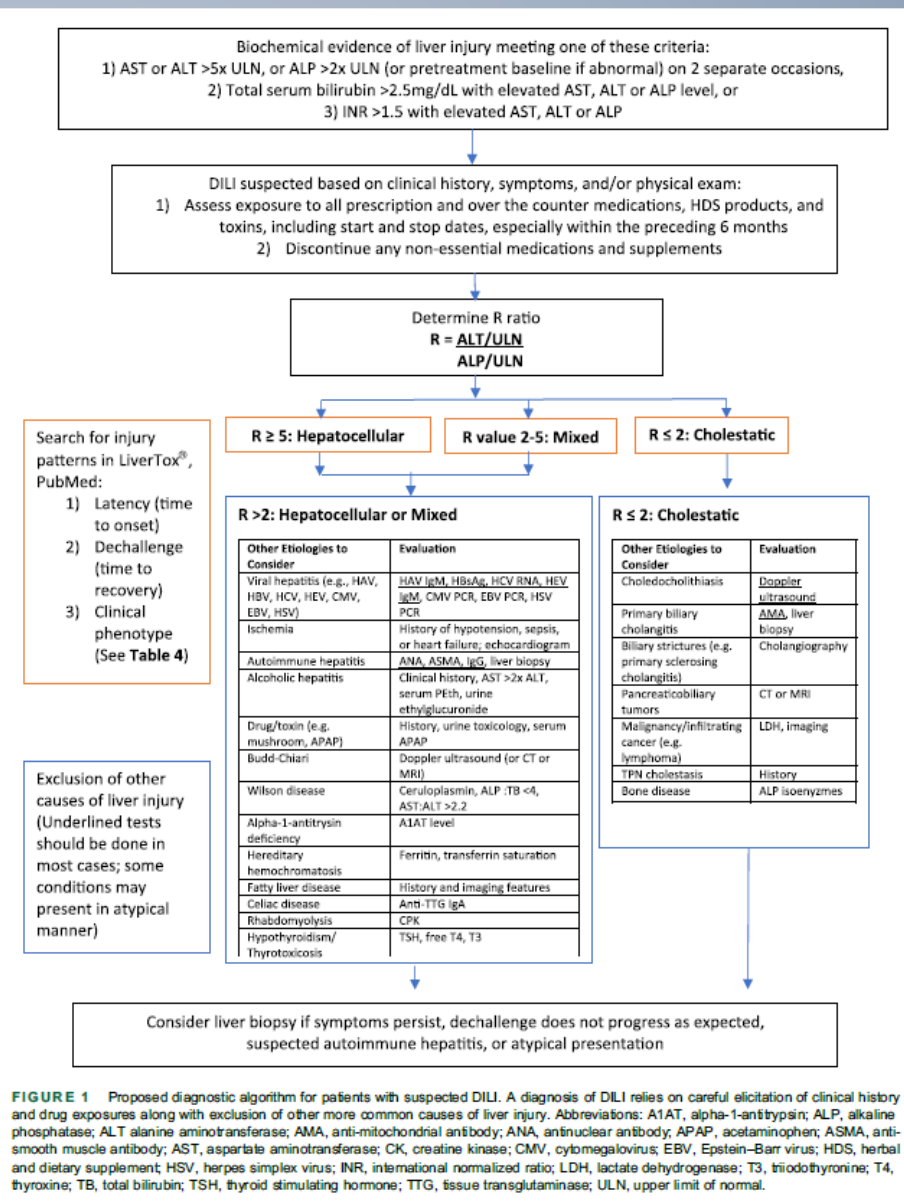 Biochemical evidence of liver injury meeting one of these criteria:
1) AST or ALT >5x ULN, or ALP >2x ULN (or pretreatment baseline if abnormal) on 2 separate occasions,
2) Total serum bilirubin >2.5mg/dL with elevated AST, ALT or ALP level, or
3) INR >1.5 with elevated AST, ALT or ALP
DILI suspected based on clinical history, symptoms, and/or physical exam:
1) Assess exposure to all prescription and over the counter medications, HDS products, and
toxins, including start and stop dates, especially within the preceding 6 months
2) Discontinue any non-essential medications and supplements
Determine R ratio
R = ALT/ULN
ALP/ULN
R ≥ 5: Hepatocellular
R value 2-5: Mixed
R ≤ 2: Cholestatic
Search for injury
patterns in LiverTox®,
PubMed:
1) Latency (time
to onset)
2) Dechallenge
(time to
recovery)
3) Clinical
phenotype
(See Table 4)
Exclusion of other
causes of liver injury
(Underlined tests
should be done in
most cases; some
conditions may
present in atypical
manner)
R >2: Hepatocellular or Mixed
Other Etiologies to
Consider
Evaluation
Viral hepatitis (e.g., HAV,
HBV, HCV, HEV, CMV,
EBV, HSV)
HAV IgM, HBsAg, HCV RNA, HEV
IgM, CMV PCR, EBV PCR, HSV
PCR
Ischemia
History of hypotension, sepsis,
or heart failure; echocardiogram
Autoimmune hepatitis
ANA, ASMA, IgG, liver biopsy
Alcoholic hepatitis
Clinical history, AST >2x ALT,
serum PEth, urine
ethylglucuronide
Drug/toxin (e.g.
mushroom, APAP)
History, urine toxicology, serum
APAP
Budd-Chiari
Doppler ultrasound (or CT or
MRI)
Wilson disease
Ceruloplasmin, ALP :TB <4,
AST:ALT >2.2
Alpha-1-antitrysin
deficiency
A1AT level
Hereditary
hemochromatosis
Ferritin, transferrin saturation
Fatty liver disease
History and imaging features
Celiac disease
Anti-TTG IgA
Rhabdomyolysis
CPK
Hypothyroidism/
Thyrotoxicosis
TSH, free T4, T3
R ≤ 2: Cholestatic
Other Etiologies to
Consider
Evaluation
Choledocholithiasis
Doppler
ultrasound
Primary biliary
cholangitis
AMA, liver
biopsy
Biliary strictures (e.g.
primary sclerosing
cholangitis)
Cholangiography
Pancreaticobiliary
tumors
CT or MRI
Malignancy/infiltrating
cancer (e.g.
lymphoma)
LDH, imaging
TPN cholestasis
History
Bone disease
ALP isoenzymes
Consider liver biopsy if symptoms persist, dechallenge does not progress as expected,
suspected autoimmune hepatitis, or atypical presentation
FIGURE 1 Proposed diagnostic algorithm for patients with suspected DILI. A diagnosis of DILI relies on careful elicitation of clinical history
and drug exposures along with exclusion of other more common causes of liver injury. Abbreviations: A1AT, alpha-1-antitrypsin; ALP, alkaline
phosphatase; ALT alanine aminotransferase; AMA, anti-mitochondrial antibody; ANA, antinuclear antibody; APAP, acetaminophen; ASMA, anti-
smooth muscle antibody; AST, aspartate aminotransferase; CK, creatine kinase; CMV, cytomegalovirus; EBV, Epstein–Barr virus; HDS, herbal
and dietary supplement; HSV, herpes simplex virus; INR, international normalized ratio; LDH, lactate dehydrogenase; T3, triiodothyronine; T4,
thyroxine; TB, total bilirubin; TSH, thyroid stimulating hormone; TTG, tissue transglutaminase; ULN, upper limit of normal.